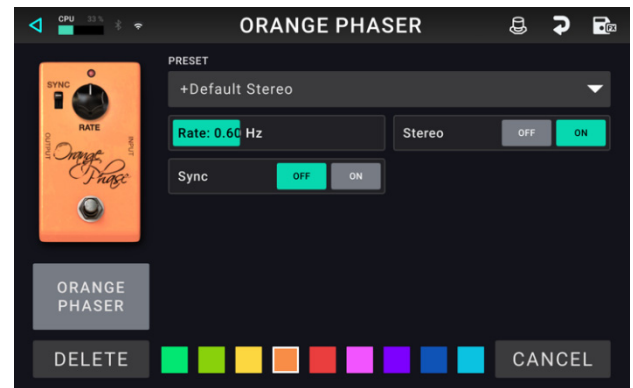 CPU 33 %
ORANGE PHASER
FX
PRESET
+Default Stereo
Rate: 0.60 Hz
Stereo OFF ON
Sync OFF ON
SYNC
RATE
OUTPUT
INPUT
Orange
Phase
ORANGE
PHASER
DELETE
CANCEL